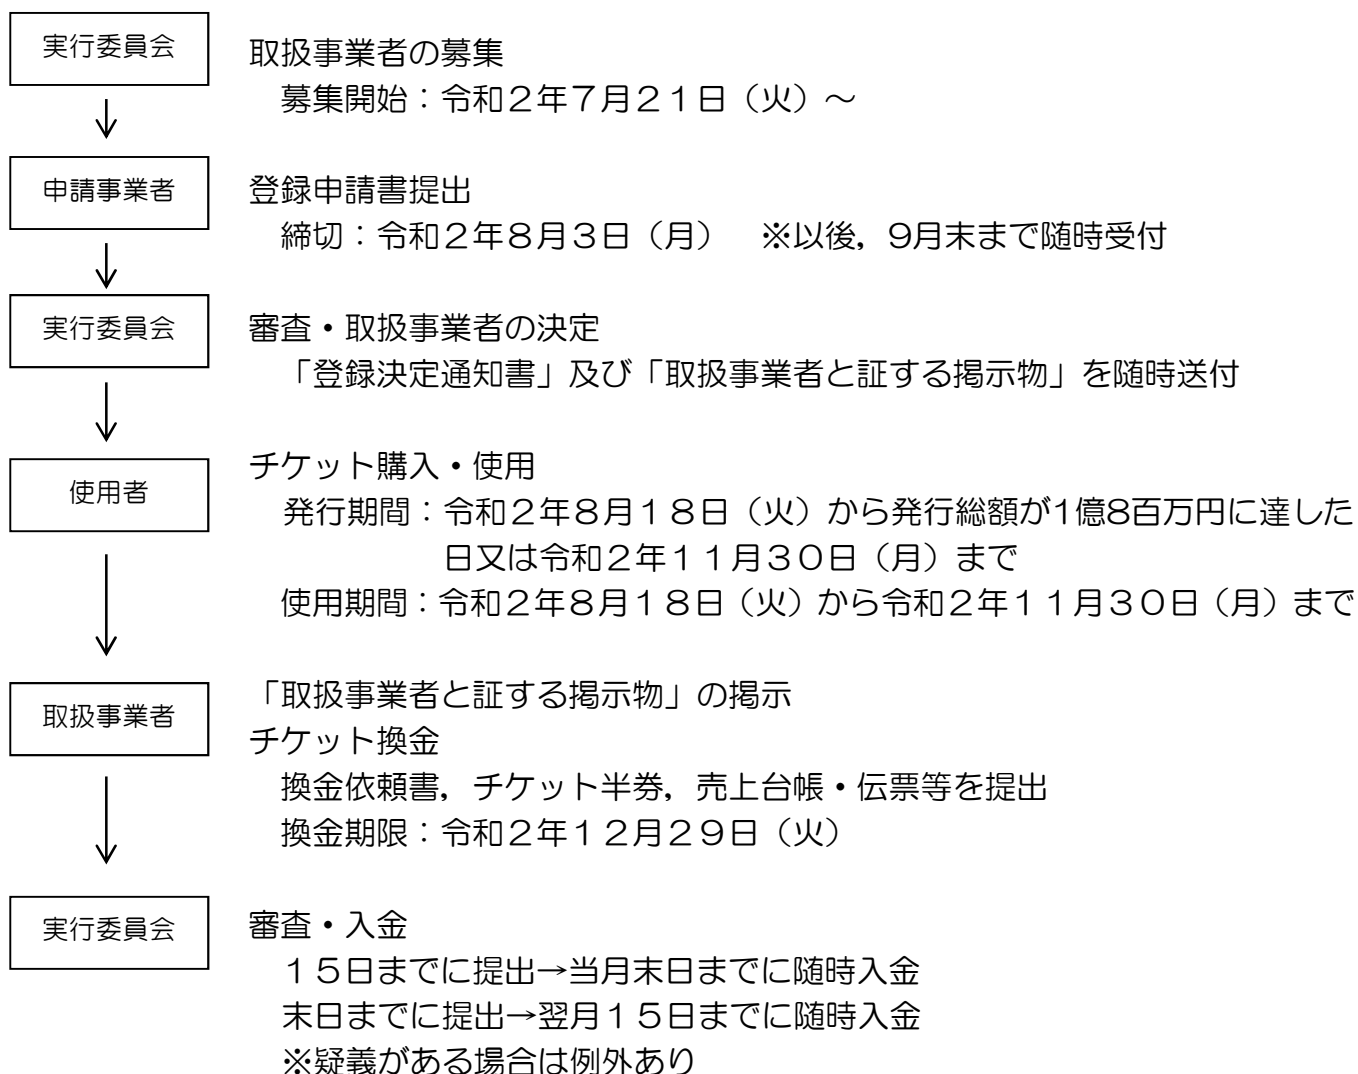 実行委員会
取扱事業者の募集
募集開始：令和２年７月２１日（火）～
申請事業者
登録申請書提出
締切：令和２年８月３日（月）　※以後，9月末まで随時受付
実行委員会
審査・取扱事業者の決定
「登録決定通知書」及び「取扱事業者と証する掲示物」を随時送付
使用者
チケット購入・使用
発行期間：令和２年８月１８日（火）から発行総額が1億8百万円に達した
日又は令和２年１１月３０日（月）まで
使用期間：令和２年８月１８日（火）から令和２年１１月３０日（月）まで
取扱事業者
「取扱事業者と証する掲示物」の掲示
チケット換金
換金依頼書，チケット半券，売上台帳・伝票等を提出
換金期限：令和２年１２月２９日（火）
実行委員会
審査・入金
１５日までに提出→当月末日までに随時入金
末日までに提出→翌月１５日までに随時入金
※疑義がある場合は例外あり